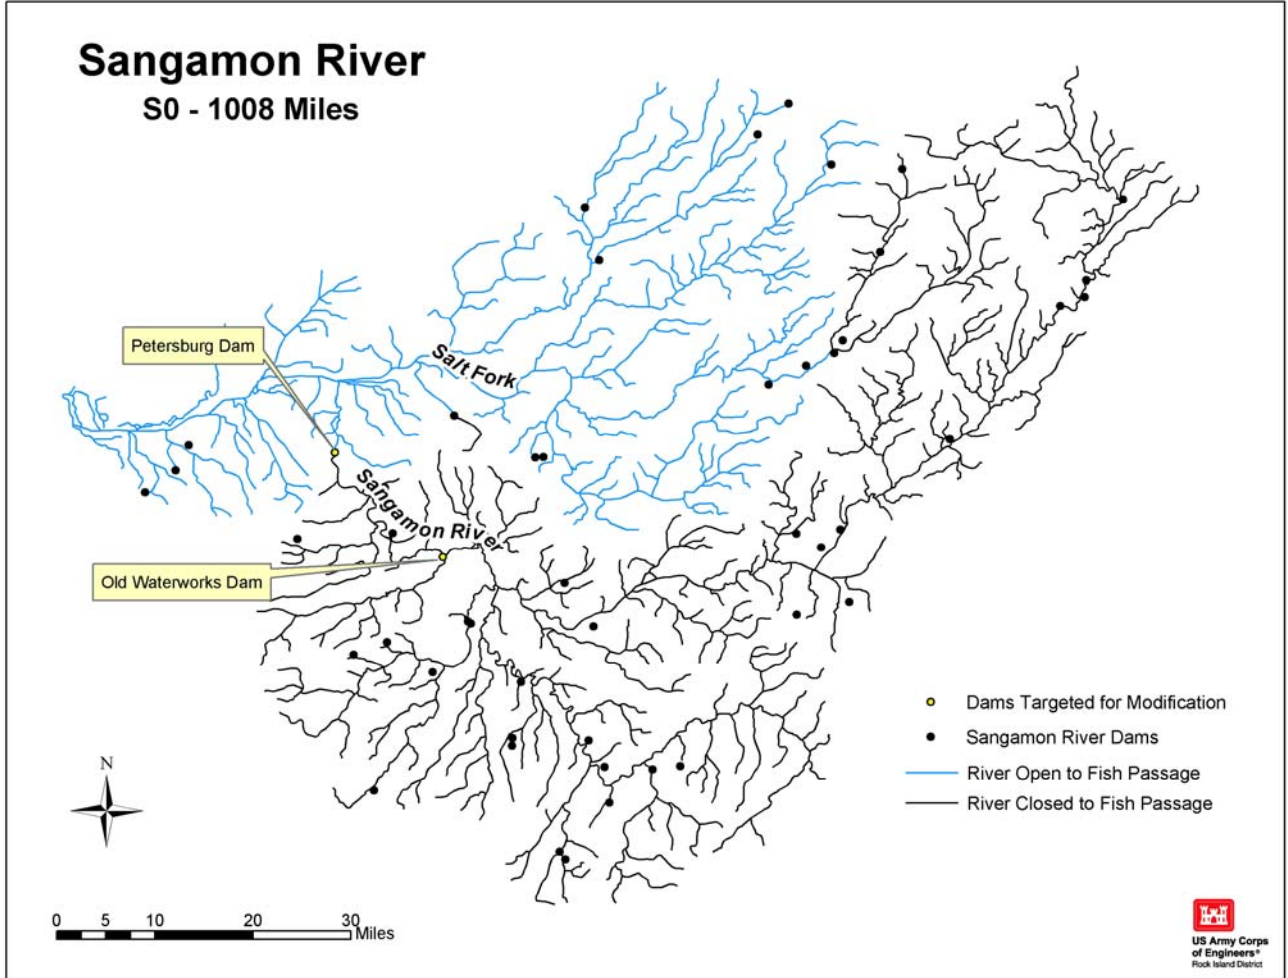 Sangamon River
S0 - 1008 Miles
Petersburg Dam
Salt Fork
Sangamon River
Old Waterworks Dam
Dams Targeted for Modification
Sangamon River Dams
River Open to Fish Passage
River Closed to Fish Passage
N
0 5 10 20 30
Miles
US Army Corps
of Engineers®
Rock Island District